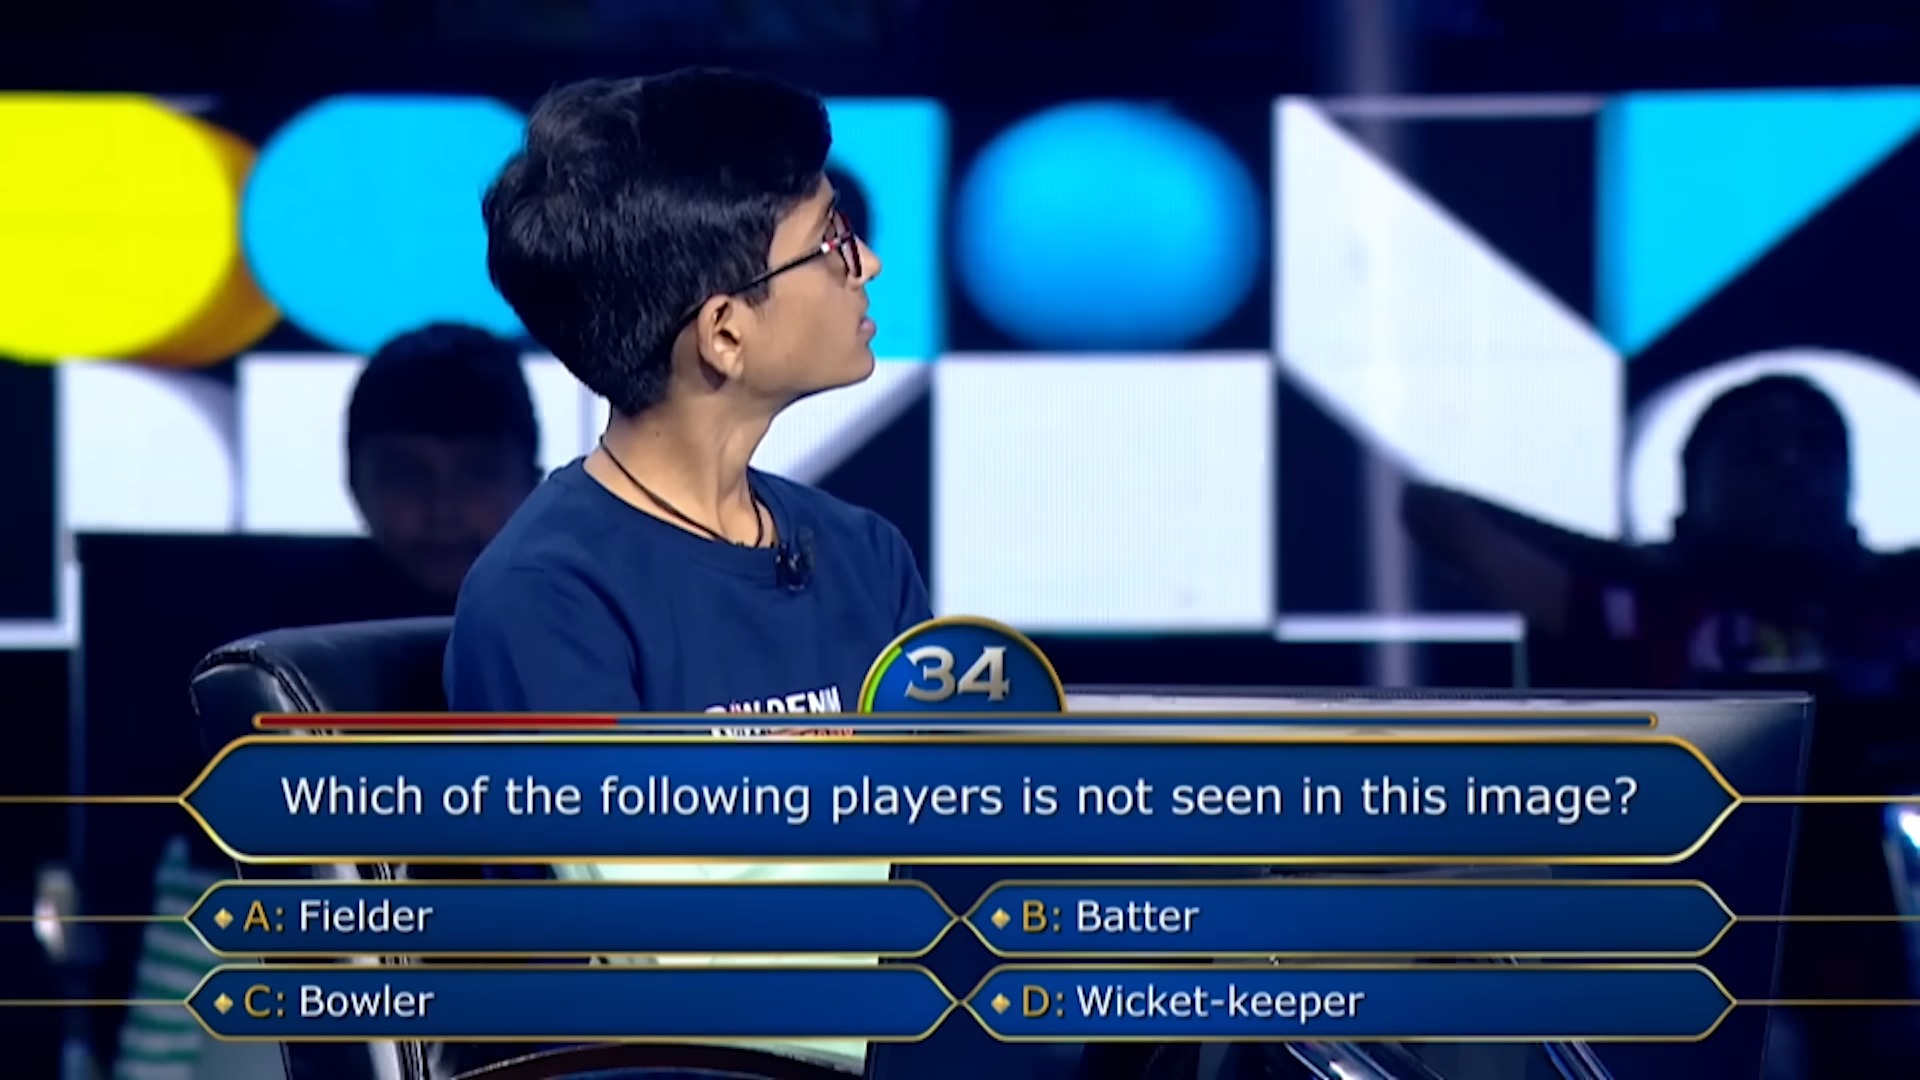 34
Which of the following players is not seen in this image?
A: Fielder
B: Batter
C: Bowler
D: Wicket-keeper